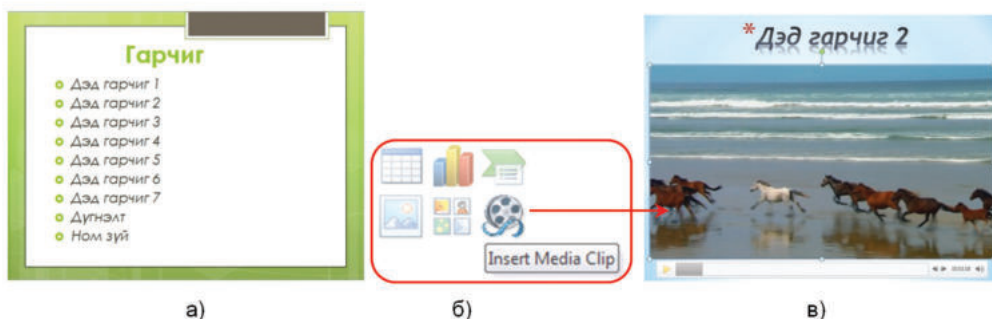 Гарчиг
Дэд гарчиг 1
Дэд гарчиг 2
Дэд гарчиг 3
Дэд гарчиг 4
Дэд гарчиг 5
Дэд гарчиг 6
Дэд гарчиг 7
Дүгнэлт
Ном зүй
Insert Media Clip
*Дэд гарчиг 2
а)
б)
в)